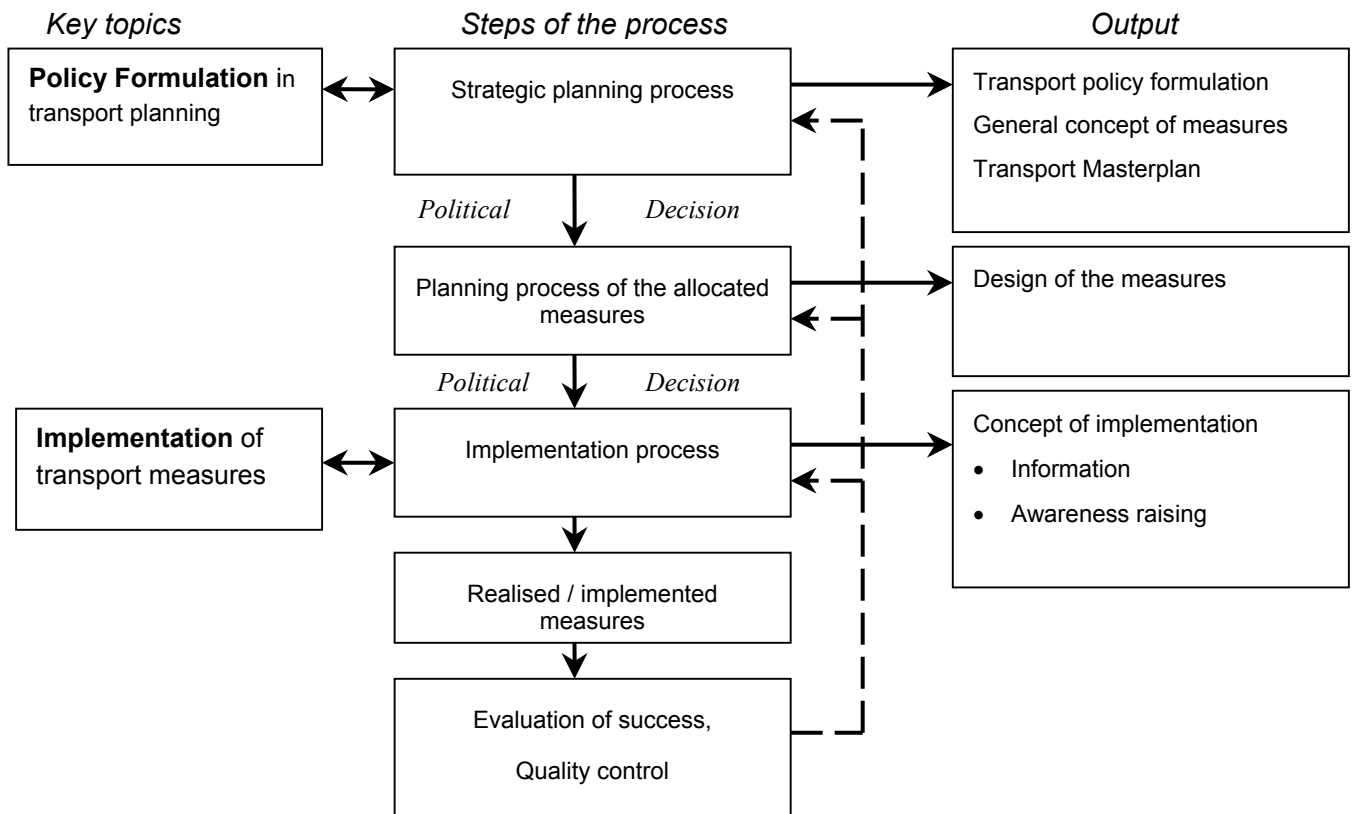 Key topics
Steps of the process
Output
Policy Formulation in
transport planning
Strategic planning process
Transport policy formulation
General concept of measures
Transport Masterplan
Political Decision
Planning process of the allocated
measures
Design of the measures
Political Decision
Implementation of
transport measures
Implementation process
Concept of implementation
• Information
• Awareness raising
Realised / implemented
measures
Evaluation of success,
Quality control